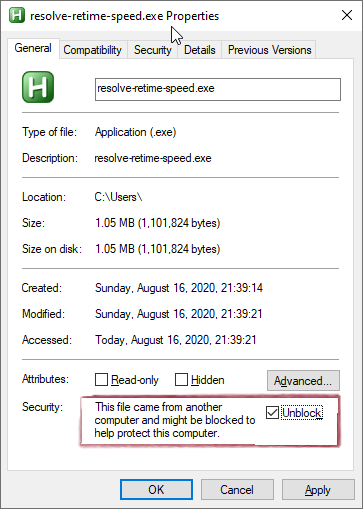 resolve-retime-speed.exe Properties
General Compatibility Security Details Previous Versions
H
resolve-retime-speed.exe
Type of file: Application (.exe)
Description: resolve-retime-speed.exe
Location: C:\Users\
Size: 1.05 MB (1,101,824 bytes)
Size on disk: 1.05 MB (1,101,824 bytes)
Created: Sunday, August 16, 2020, 21:39:14
Modified: Sunday, August 16, 2020, 21:39:21
Accessed: Today, August 16, 2020, 21:39:21
Attributes: Read-only Hidden Advanced...
Security: This file came from another
computer and might be blocked to
help protect this computer.
Unblock
OK Cancel Apply